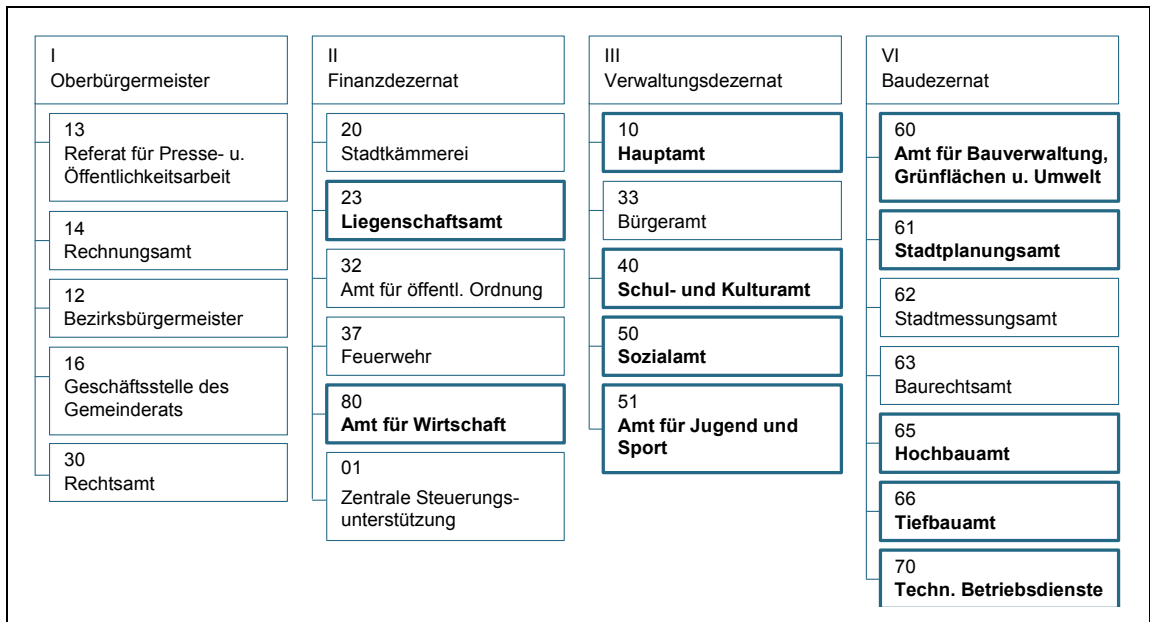 I
Oberbürgermeister
13
Referat für Presse- u.
Öffentlichkeitsarbeit
14
Rechnungsamt
12
Bezirksbürgermeister
16
Geschäftsstelle des
Gemeinderats
30
Rechtsamt
II
Finanzdezernat
20
Stadtkämmerei
23
Liegenschaftsamt
32
Amt für öffentl. Ordnung
37
Feuerwehr
80
Amt für Wirtschaft
01
Zentrale Steuerungs-
unterstützung
III
Verwaltungsdezernat
10
Hauptamt
33
Bürgeramt
40
Schul- und Kulturamt
50
Sozialamt
51
Amt für Jugend und
Sport
VI
Baudezernat
60
Amt für Bauverwaltung,
Grünflächen u. Umwelt
61
Stadtplanungsamt
62
Stadtmessungsamt
63
Baurechtsamt
65
Hochbauamt
66
Tiefbauamt
70
Techn. Betriebsdienste